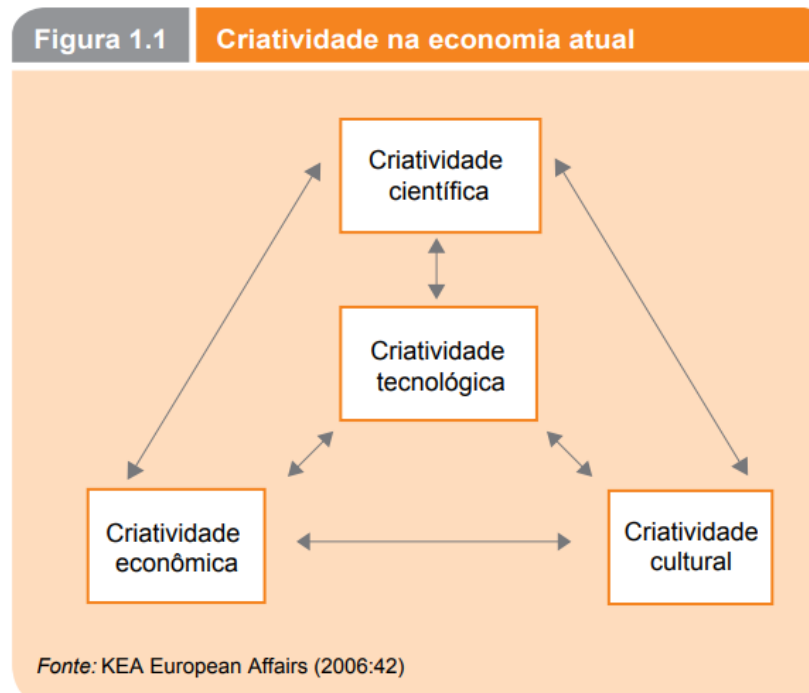 Figura 1.1
Criatividade na economia atual
Criatividade
científica
Criatividade
tecnológica
Criatividade
econômica
Criatividade
cultural
Fonte: KEA European Affairs (2006:42)